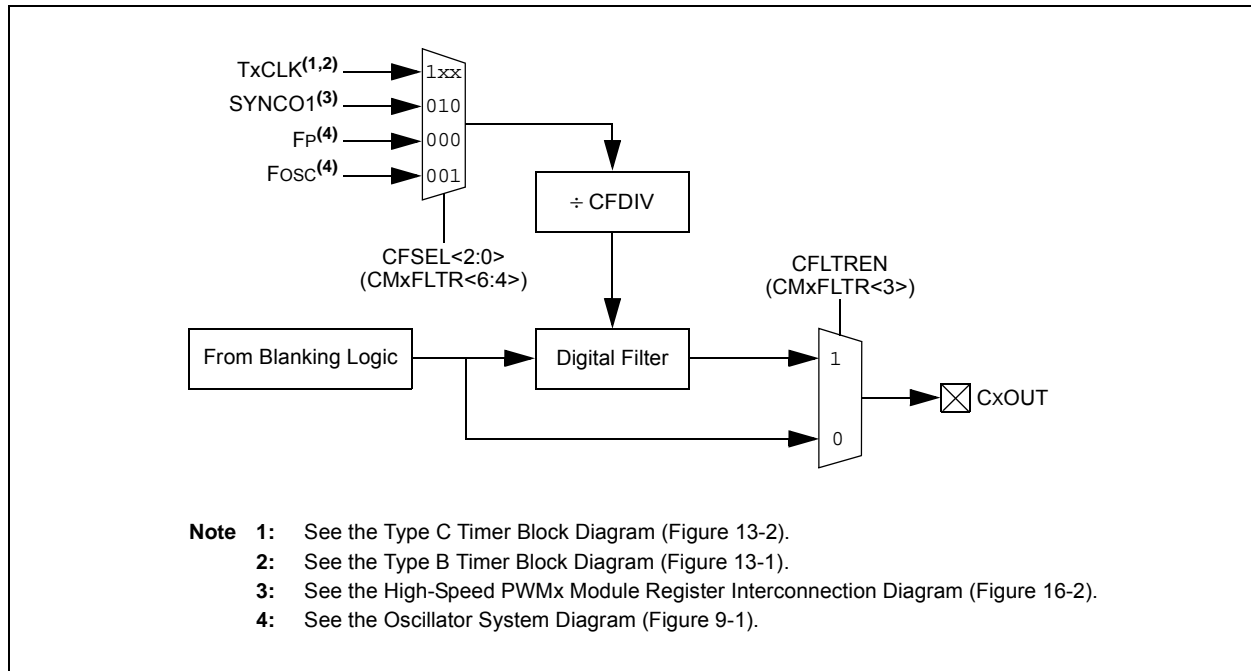 TxCLK(1,2)
SYNCO1(3)
FP(4)
FOSC(4)
1xx
010
000
001
÷ CFDIV
CFSEL<2:0>
(CMxFLTR<6:4>)
CFLTREN
(CMxFLTR<3>)
From Blanking Logic
Digital Filter
1
0
CxOUT
Note 1: See the Type C Timer Block Diagram (Figure 13-2).
2: See the Type B Timer Block Diagram (Figure 13-1).
3: See the High-Speed PWMx Module Register Interconnection Diagram (Figure 16-2).
4: See the Oscillator System Diagram (Figure 9-1).